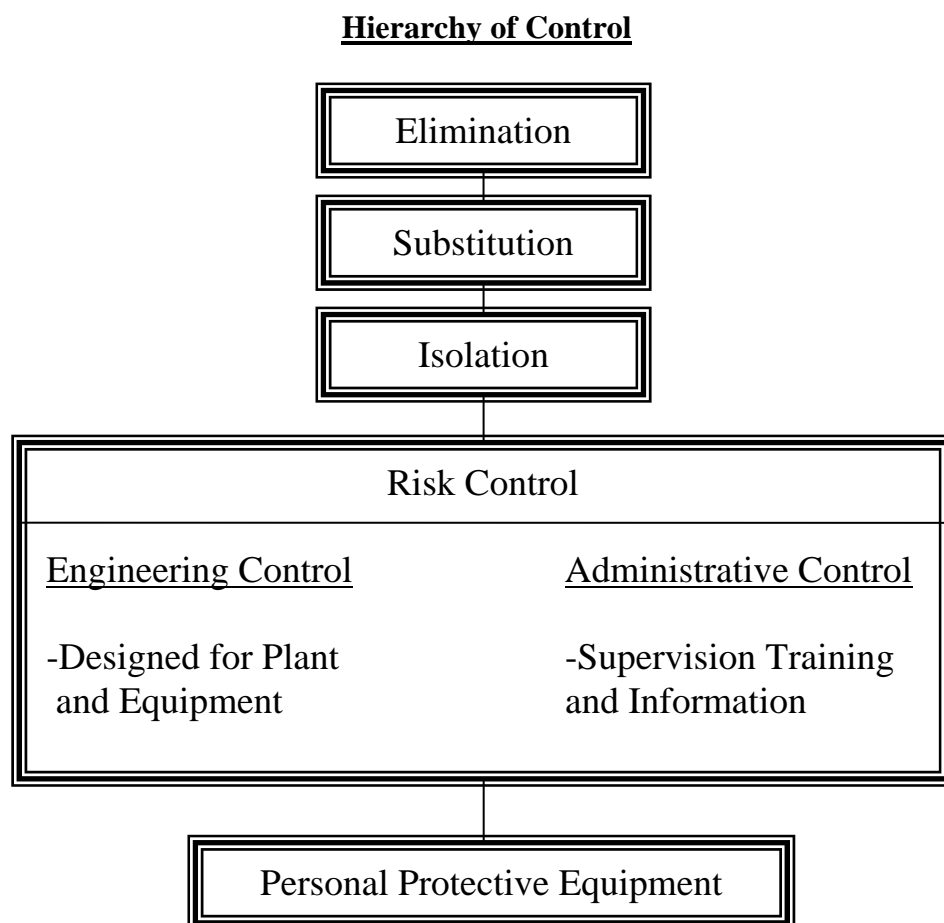 Hierarchy of Control
Elimination
Substitution
Isolation
Risk Control
Engineering Control
-Designed for Plant
and Equipment
Administrative Control
-Supervision Training
and Information
Personal Protective Equipment